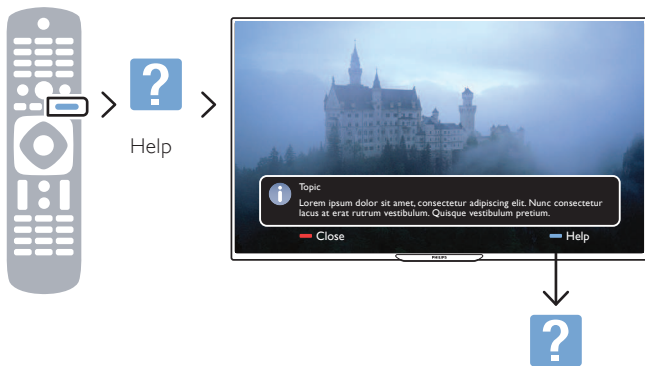 ?
Help
Topic
Lorem ipsum dolor sit amet, consectetur adipiscing elit. Nunc consectetur
lacus at erat rutrum vestibulum. Quisque vestibulum pretium.
Close
Help
PHILIPS
?